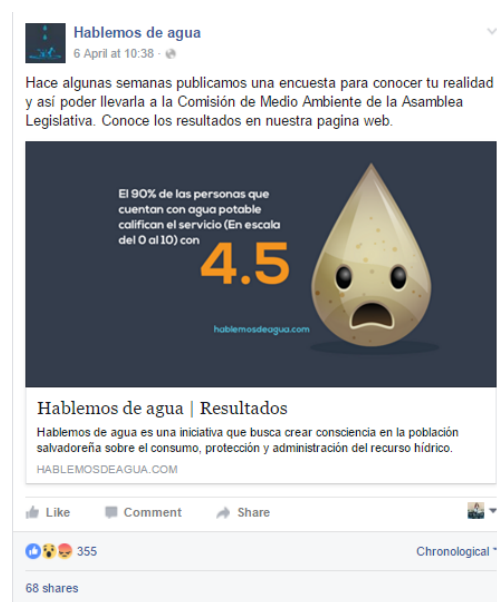 Hablemos de agua
6 April at 10:38 ·
Hace algunas semanas publicamos una encuesta para conocer tu realidad
y así poder llevarla a la Comisión de Medio Ambiente de la Asamblea
Legislativa. Conoce los resultados en nuestra pagina web.
El 90% de las personas que
cuentan con agua potable
califican el servicio (En escala
del 0 al 10) con
4.5
hablemosdeagua.com
Hablemos de agua | Resultados
Hablemos de agua es una iniciativa que busca crear consciencia en la población
salvadoreña sobre el consumo, protección y administración del recurso hídrico.
HABLEMOSDEAGUA.COM
Like Comment Share
355 Chronological
68 shares